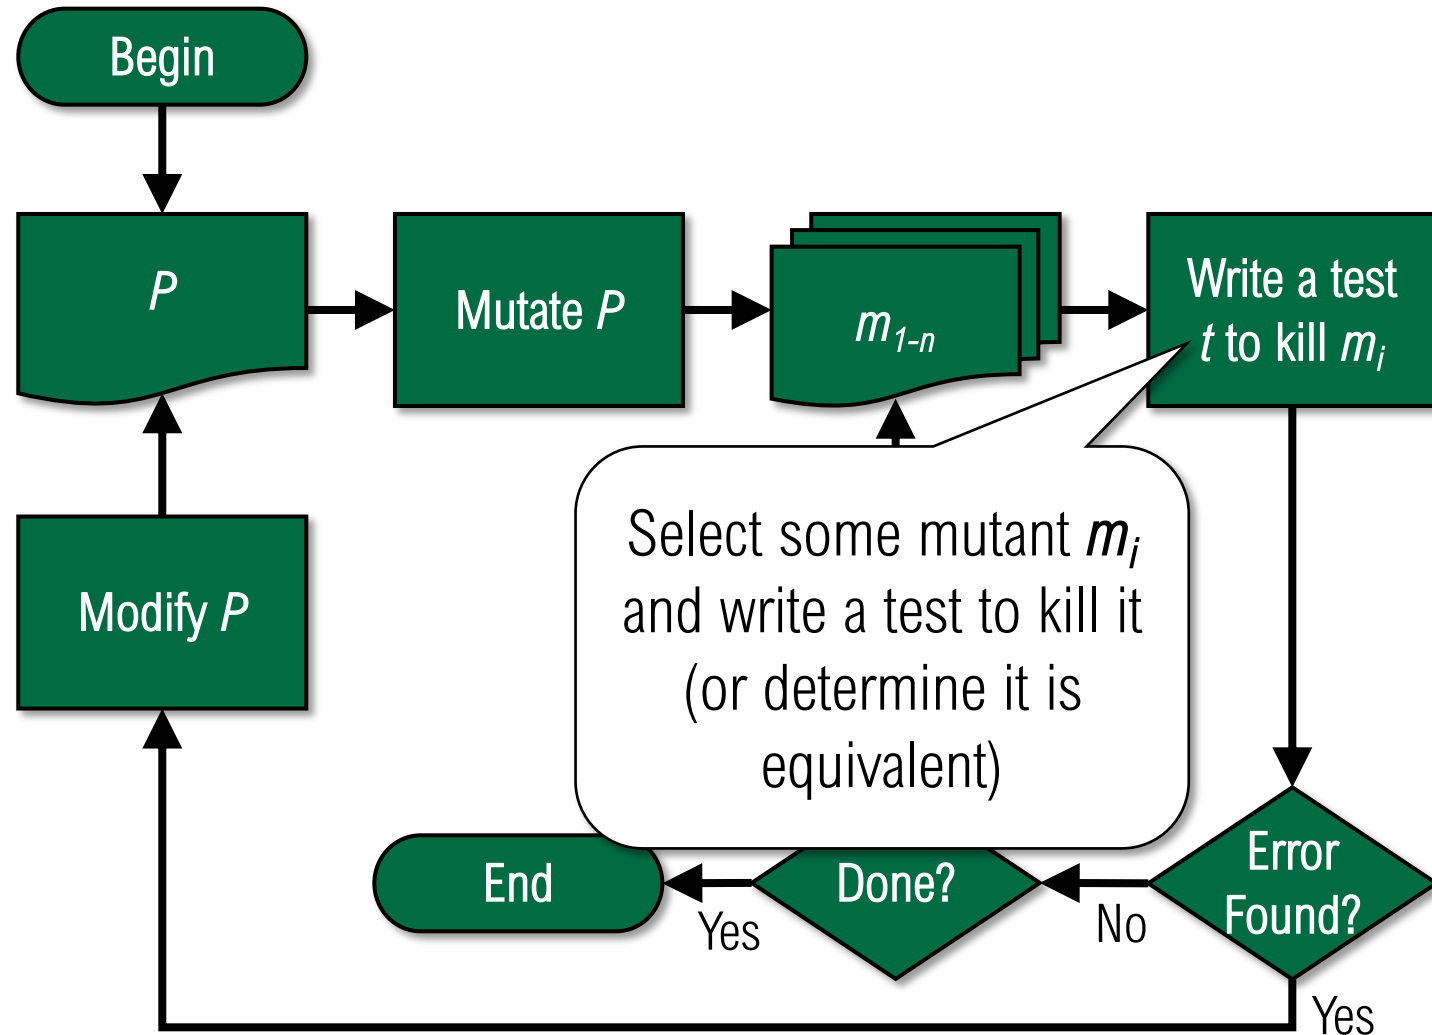 Begin
P
Mutate P
m1-n
Write a test
t to kill mi
Select some mutant mi
and write a test to kill it
(or determine it is
equivalent)
Modify P
End
Yes
Done?
No
Error
Found?
Yes